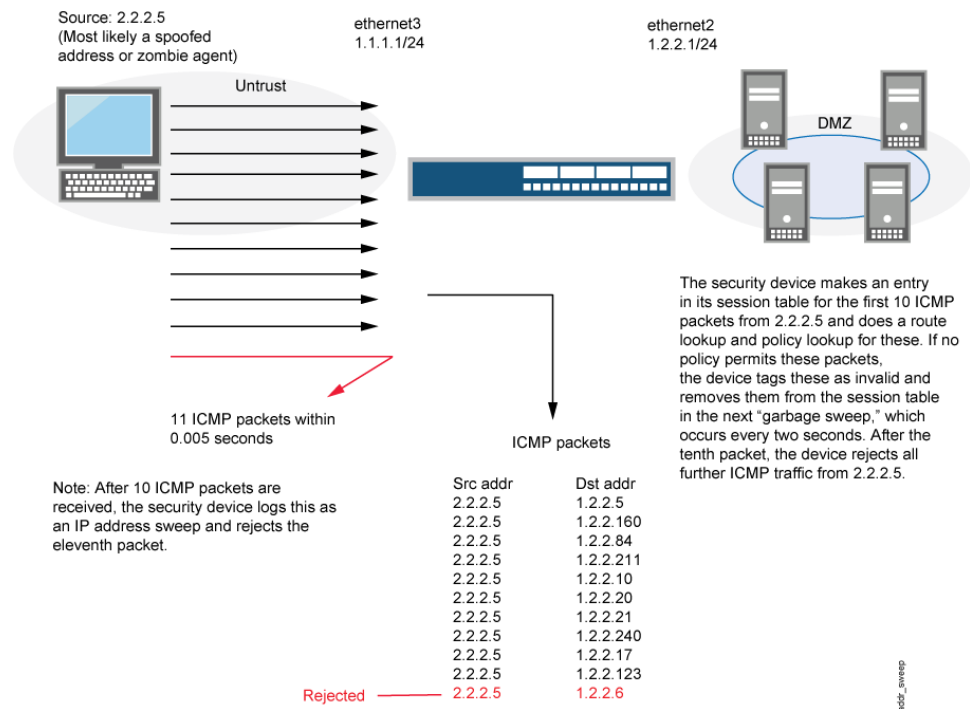 Source: 2.2.2.5
(Most likely a spoofed
address or zombie agent)
ethernet3
1.1.1.1/24
ethernet2
1.2.2.1/24
Untrust
DMZ
11 ICMP packets within
0.005 seconds
Note: After 10 ICMP packets are
received, the security device logs this as
an IP address sweep and rejects the
eleventh packet.
The security device makes an entry
in its session table for the first 10 ICMP
packets from 2.2.2.5 and does a route
lookup and policy lookup for these. If no
policy permits these packets,
the device tags these as invalid and
removes them from the session table
in the next “garbage sweep,” which
occurs every two seconds. After the
tenth packet, the device rejects all
further ICMP traffic from 2.2.2.5.
ICMP packets
Src addr Dst addr
2.2.2.5 1.2.2.5
2.2.2.5 1.2.2.160
2.2.2.5 1.2.2.84
2.2.2.5 1.2.2.211
2.2.2.5 1.2.2.10
2.2.2.5 1.2.2.20
2.2.2.5 1.2.2.21
2.2.2.5 1.2.2.240
2.2.2.5 1.2.2.17
2.2.2.5 1.2.2.123
Rejected 2.2.2.5 1.2.2.6
addr_sweep